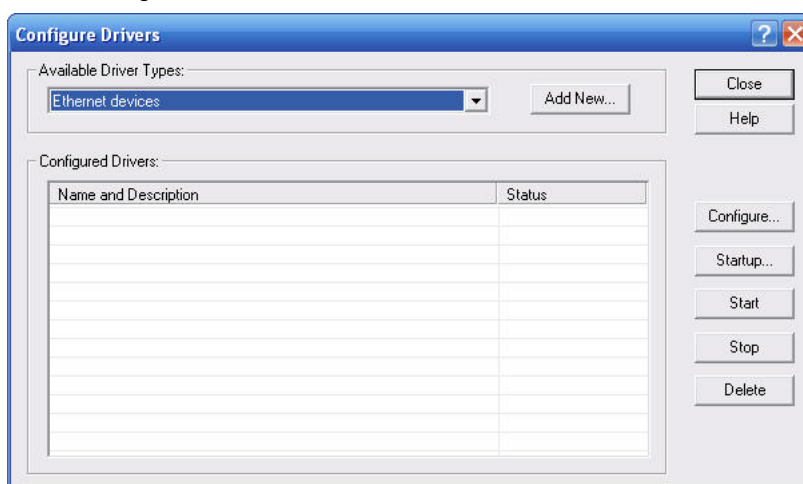 Configure Drivers
Available Driver Types:
Ethernet devices
Add New...
Close
Help
Configured Drivers:
Name and Description
Status
Configure...
Startup...
Start
Stop
Delete